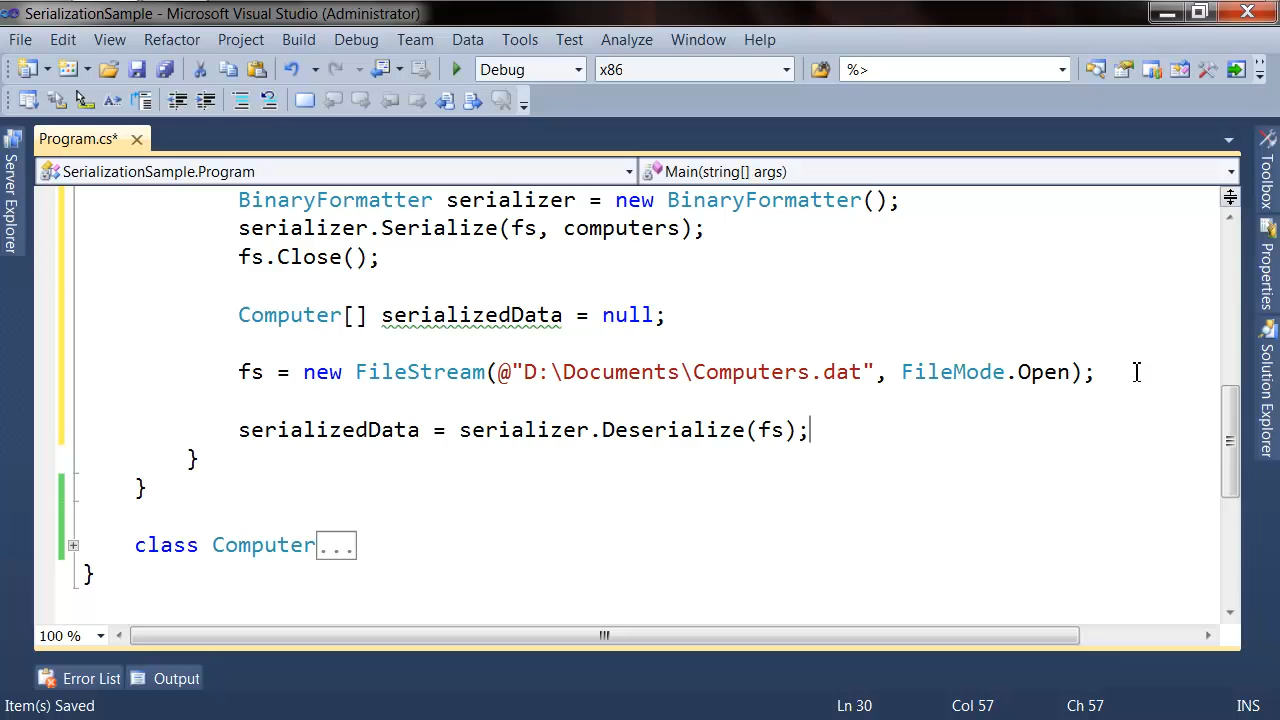 SerializationSample - Microsoft Visual Studio (Administrator)
File Edit View Refactor Project Build Debug Team Data Tools Test Analyze Window Help
Debug x86 %>
Program.cs*
SerializationSample.Program Main(string[] args)
BinaryFormatter serializer = new BinaryFormatter();
serializer.Serialize(fs, computers);
fs.Close();
Computer[] serializedData = null;
fs = new FileStream(@"D:\Documents\Computers.dat", FileMode.Open);
serializedData = serializer.Deserialize(fs);
}
}
class Computer...
}
100 %
Server Explorer
Toolbox
Properties
Solution Explorer
Error List Output
Item(s) Saved Ln 30 Col 57 Ch 57 INS